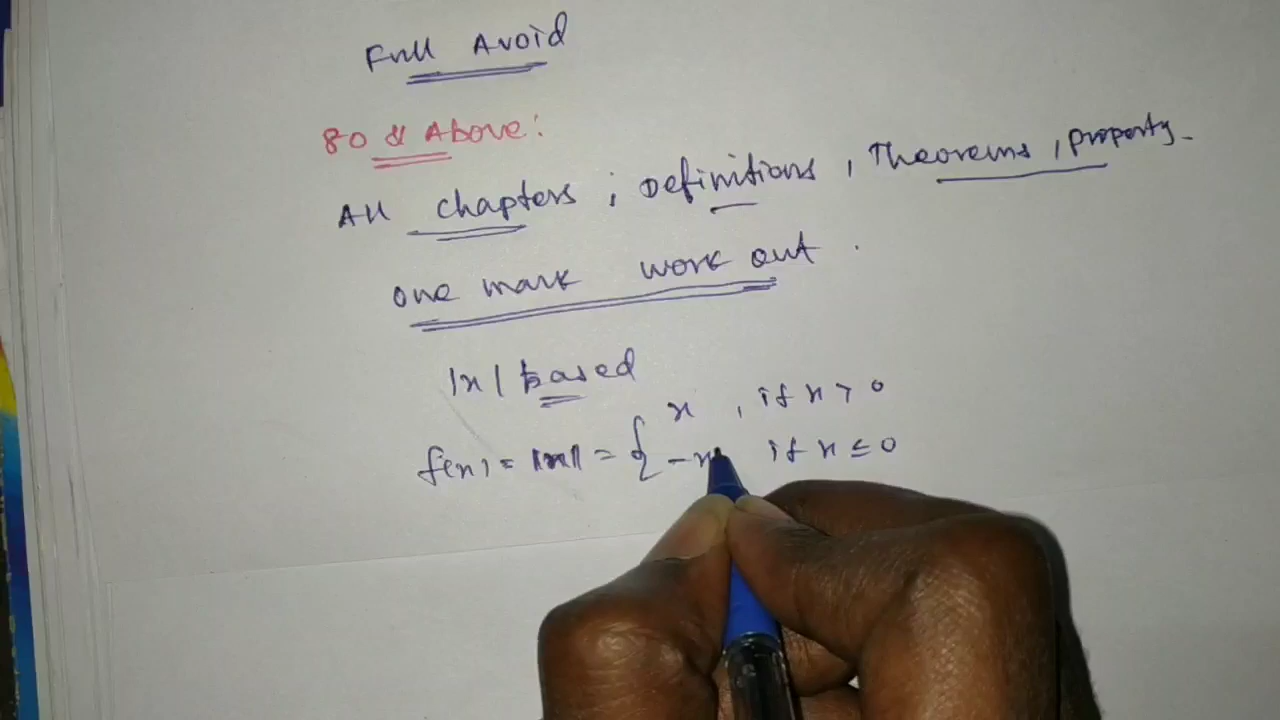 Full Avoid
80 & Above:
All chapters ; Definitions , Theorems , property.
one mark work out .
|x| based
f(x) = |x| = { x , if x > 0
-x if x ≤ 0